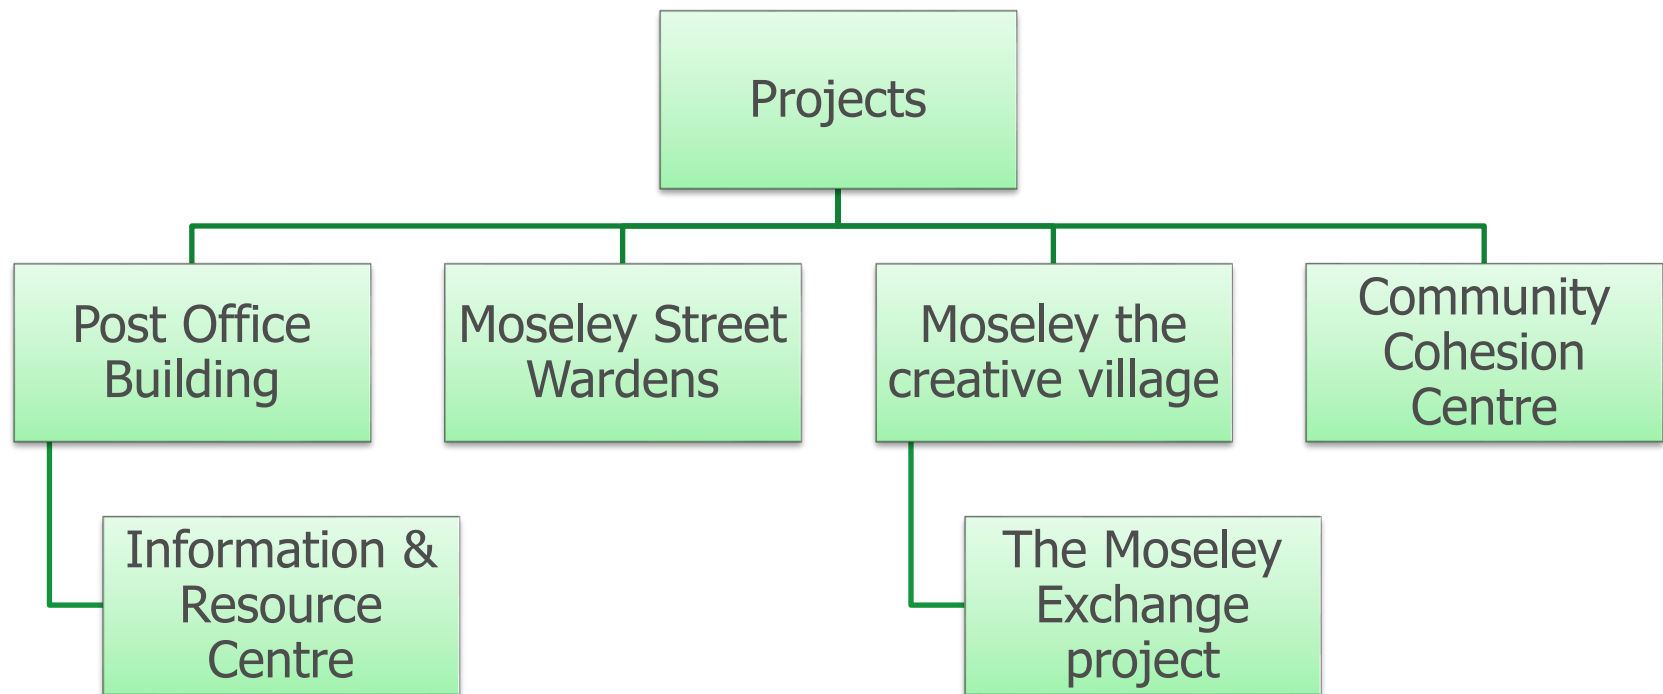 Projects
Post Office
Building
Moseley Street
Wardens
Moseley the
creative village
Community
Cohesion
Centre
Information &
Resource
Centre
The Moseley
Exchange
project